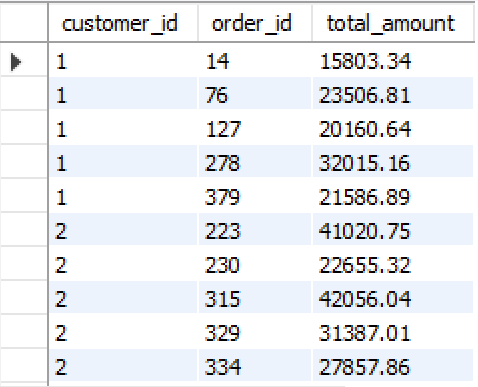 customer_id order_id total_amount
1 14 15803.34
1 76 23506.81
1 127 20160.64
1 278 32015.16
1 379 21586.89
2 223 41020.75
2 230 22655.32
2 315 42056.04
2 329 31387.01
2 334 27857.86